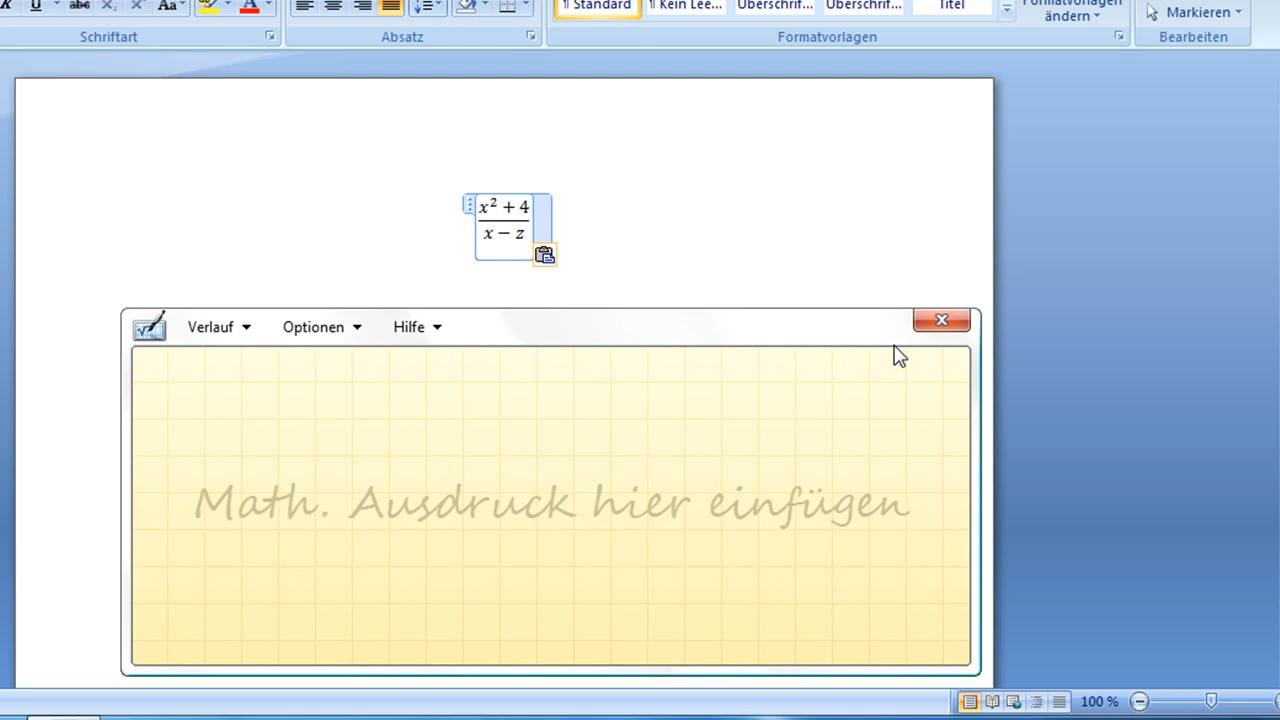 Aa
Standard
Kein Lee...
Überschrif...
Überschrif...
Titel
Formatvorlagen
ändern
Markieren
Schriftart
Absatz
Formatvorlagen
Bearbeiten
x² + 4
x − z
Verlauf
Optionen
Hilfe
Math. Ausdruck hier einfügen
100 %